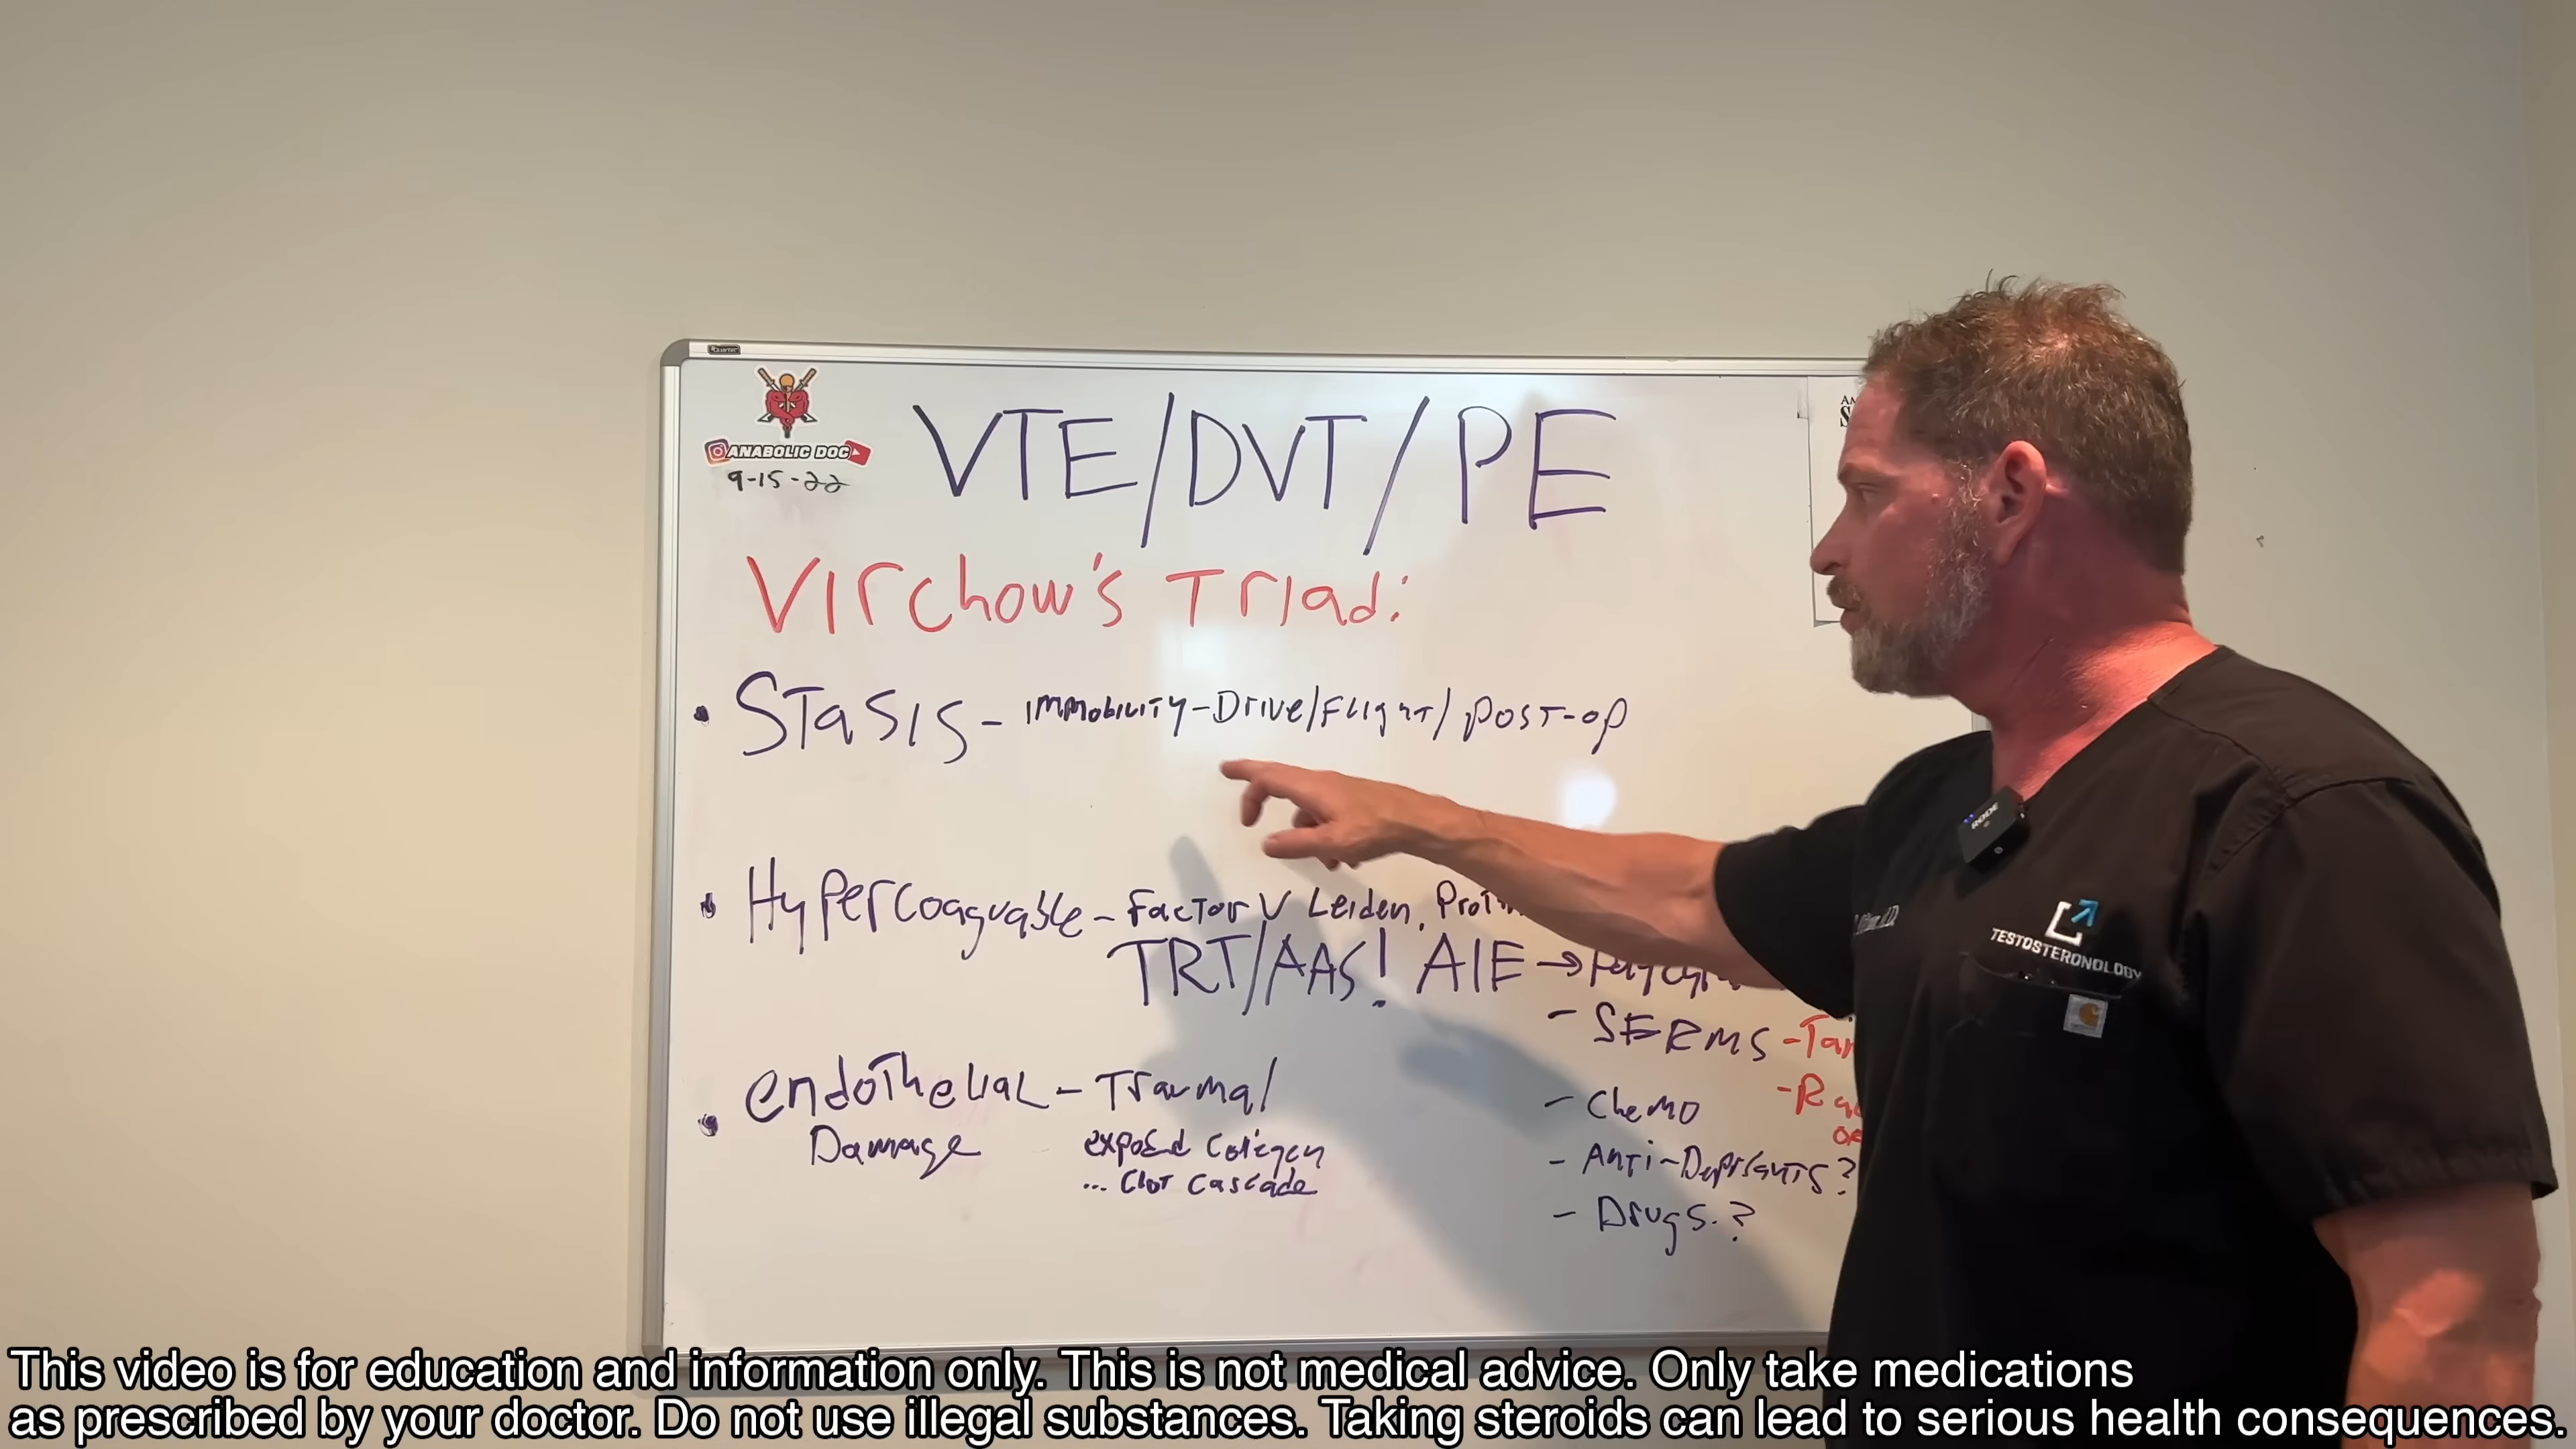 VTE/DVT/PE
ANABOLIC DOC
9-15-22
Virchow's Triad:
• Stasis - immobility - Drive/Flight/post-op
• Hypercoaguable - Factor V Leiden,
TRT/AAS! AIE →
- SERMS
- Chemo
- Anti-Deprisants?
- Drugs.?
• endothelial - Trauma/
Damage
exposed Collegen
... Clot Cascade
RODE
TESTOSTERONOLOGY
This video is for education and information only. This is not medical advice. Only take medications
as prescribed by your doctor. Do not use illegal substances. Taking steroids can lead to serious health consequences.